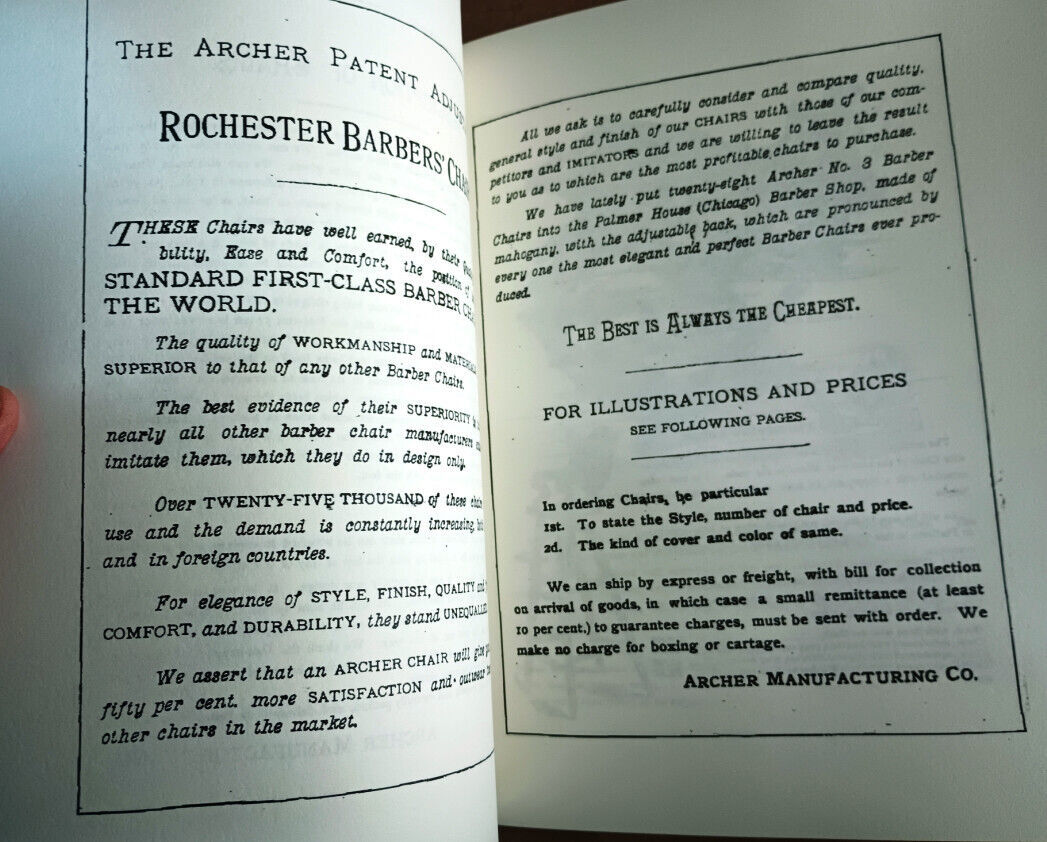 THE ARCHER PATENT
ROCHESTER BARBERS'
THESE Chairs have well earned, by their
bility, Ease and Comfort, the position of
STANDARD FIRST-CLASS BARBER
THE WORLD.
The quality of WORKMANSHIP and
SUPERIOR to that of any other Barber Chairs.
The best evidence of their SUPERIORITY
nearly all other barber chair manufacturers
imitate them, which they do in design only.
Over TWENTY-FIVE THOUSAND of these
use and the demand is constantly increasing,
and in foreign countries.
For elegance of STYLE, FINISH, QUALITY
COMFORT, and DURABILITY, they stand
We assert that an ARCHER CHAIR will
fifty per cent. more SATISFACTION and outwear
other chairs in the market.
All we ask is to carefully consider and compare quality,
general style and finish of our CHAIRS with those of our com-
petitors and IMITATORS and we are willing to leave the result
to you as to which are the most profitable chairs to purchase.
We have lately put twenty-eight Archer No. 3 Barber
Chairs into the Palmer House (Chicago) Barber Shop, made of
mahogany, with the adjustable back, which are pronounced by
every one the most elegant and perfect Barber Chairs ever pro-
duced.
THE BEST IS ALWAYS THE CHEAPEST.
FOR ILLUSTRATIONS AND PRICES
SEE FOLLOWING PAGES.
In ordering Chairs, be particular
1st. To state the Style, number of chair and price.
2d. The kind of cover and color of same.
We can ship by express or freight, with bill for collection
on arrival of goods, in which case a small remittance (at least
10 per cent.) to guarantee charges, must be sent with order. We
make no charge for boxing or cartage.
ARCHER MANUFACTURING CO.